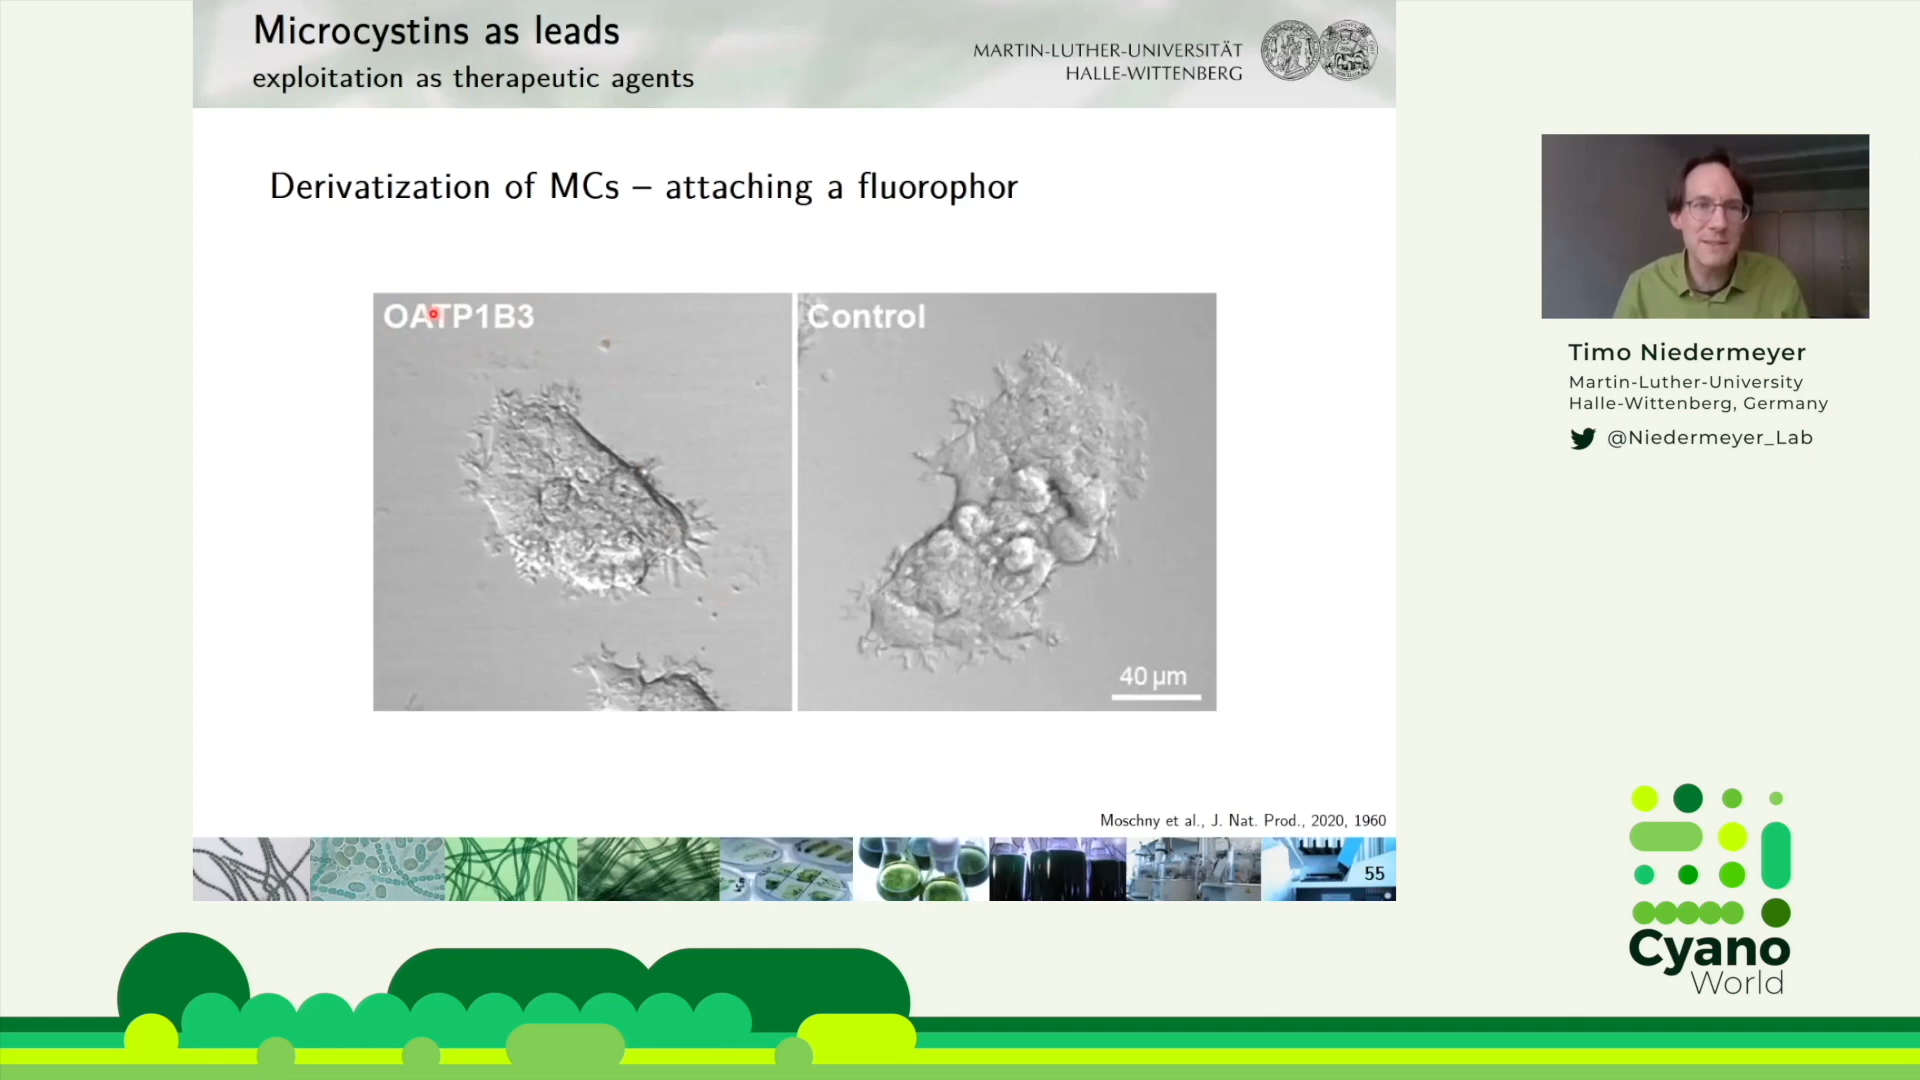 Microcystins as leads
exploitation as therapeutic agents
MARTIN-LUTHER-UNIVERSITÄT
HALLE-WITTENBERG
Derivatization of MCs – attaching a fluorophor
OATP1B3
Control
40 µm
Moschny et al., J. Nat. Prod., 2020, 1960
55
Timo Niedermeyer
Martin-Luther-University
Halle-Wittenberg, Germany
@Niedermeyer_Lab
Cyano
World